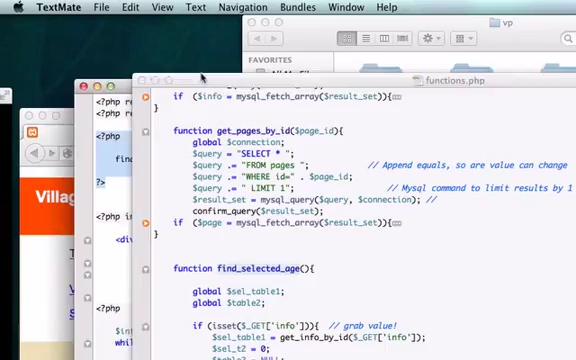 TextMate File Edit View Text Navigation Bundles Window Help
vp
FAVORITES
functions.php
if ($info = mysql_fetch_array($result_set)){
}
function get_pages_by_id($page_id){
global $connection;
$query = "SELECT * ";
$query .= "FROM pages "; // Append equals, so are value can change
$query .= "WHERE id=" . $page_id;
$query .= " LIMIT 1"; // Mysql command to limit results by 1
$result_set = mysql_query($query, $connection); //
confirm_query($result_set);
if ($page = mysql_fetch_array($result_set)){
}
function find_selected_age(){
global $sel_table1;
global $table2;
if (isset($_GET['info'])){ // grab value!
$sel_table1 = get_info_by_id($_GET['info']);
$sel_t2 = 0;
<?php re
<?php re
<?php
find
?>
<?php in
<div
<?php
$in
while
Villag